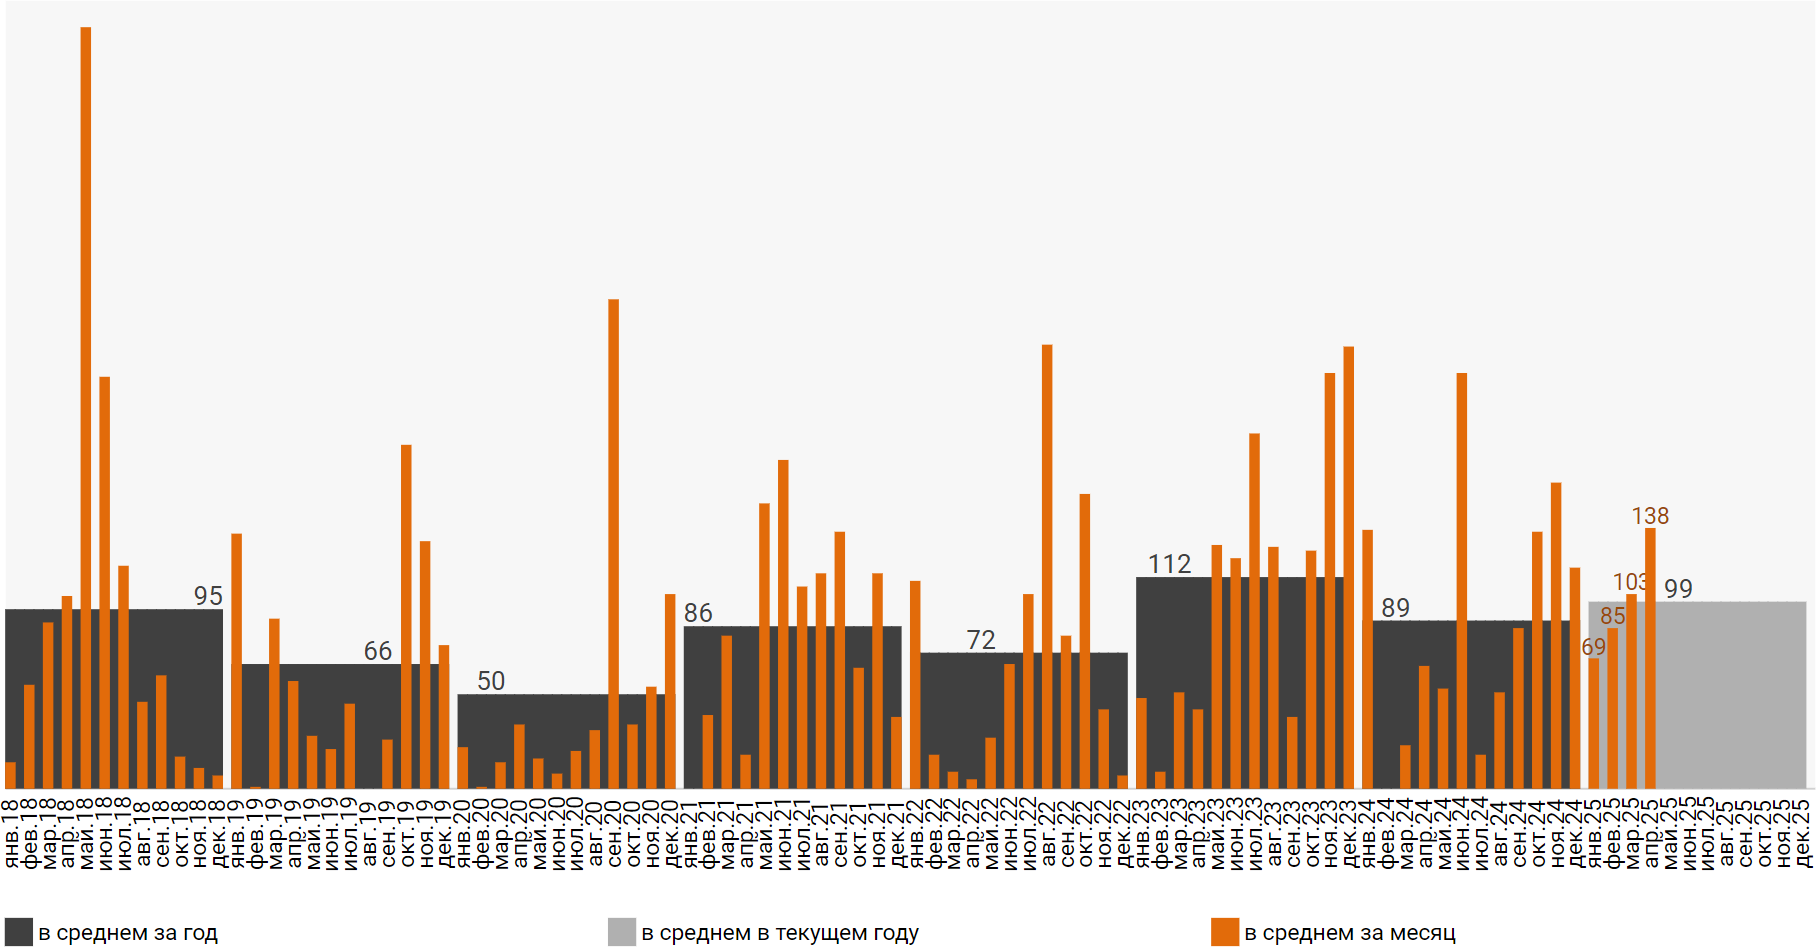 95
66
50
86
72
112
89
69
85
103
138
99
янв.18
фев.18
мар.18
апр.18
май.18
июн.18
июл.18
авг.18
сен.18
окт.18
ноя.18
дек.18
янв.19
фев.19
мар.19
апр.19
май.19
июн.19
июл.19
авг.19
сен.19
окт.19
ноя.19
дек.19
янв.20
фев.20
мар.20
апр.20
май.20
июн.20
июл.20
авг.20
сен.20
окт.20
ноя.20
дек.20
янв.21
фев.21
мар.21
апр.21
май.21
июн.21
июл.21
авг.21
сен.21
окт.21
ноя.21
дек.21
янв.22
фев.22
мар.22
апр.22
май.22
июн.22
июл.22
авг.22
сен.22
окт.22
ноя.22
дек.22
янв.23
фев.23
мар.23
апр.23
май.23
июн.23
июл.23
авг.23
сен.23
окт.23
ноя.23
дек.23
янв.24
фев.24
мар.24
апр.24
май.24
июн.24
июл.24
авг.24
сен.24
окт.24
ноя.24
дек.24
янв.25
фев.25
мар.25
апр.25
май.25
июн.25
июл.25
авг.25
сен.25
окт.25
ноя.25
дек.25
в среднем за год
в среднем в текущем году
в среднем за месяц